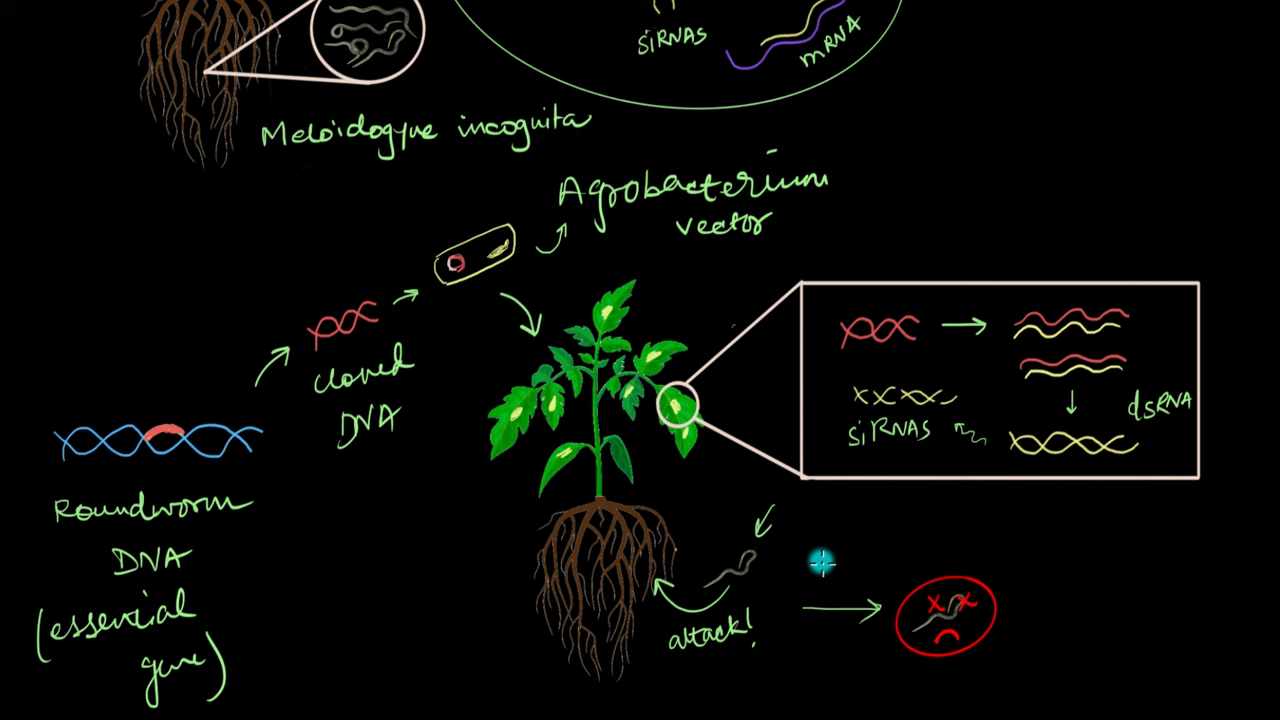 siRNAS
mRNA
Meloidogyne incognita
Agrobacterium
vector
cloned
DNA
dsRNA
siRNAS
Roundworm
DNA
(essential
gene)
attack!